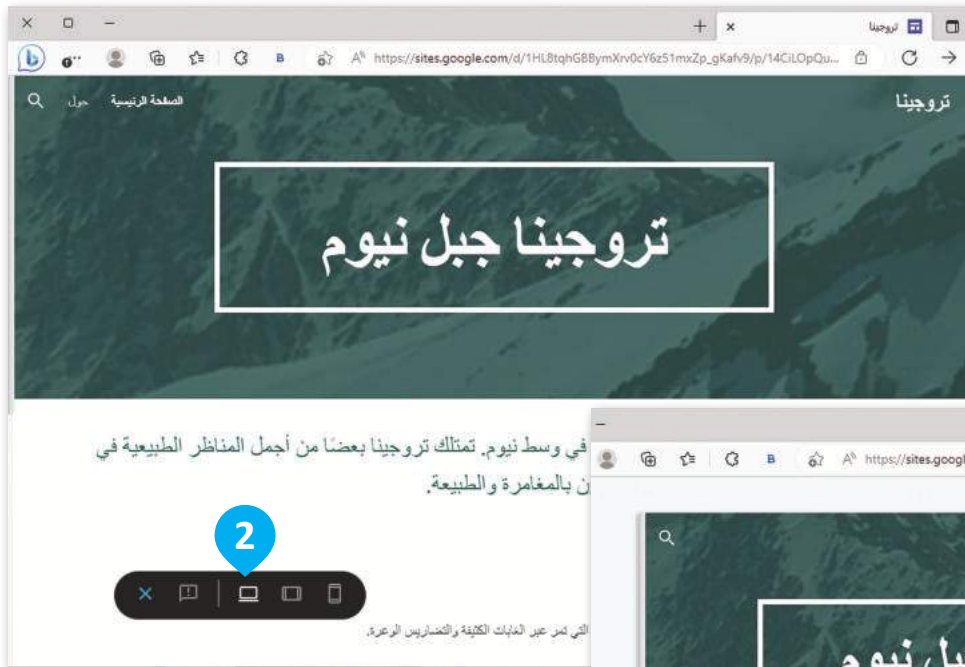 تروجينا
https://sites.google.com/d/1HL8tqhGBBymXrv0cY6z51mxZp_gKafv9/p/14CiLOpQu...
تروجينا
الصفحة الرئيسية حول
تروجينا جبل نيوم
في وسط نيوم. تمتلك تروجينا بعضًا من أجمل المناظر الطبيعية في
ن بالمغامرة والطبيعة.
2
التي تمر عبر الغابات الكثيفة والتضاريس الوعرة.
https://sites.googl
بل نيوم